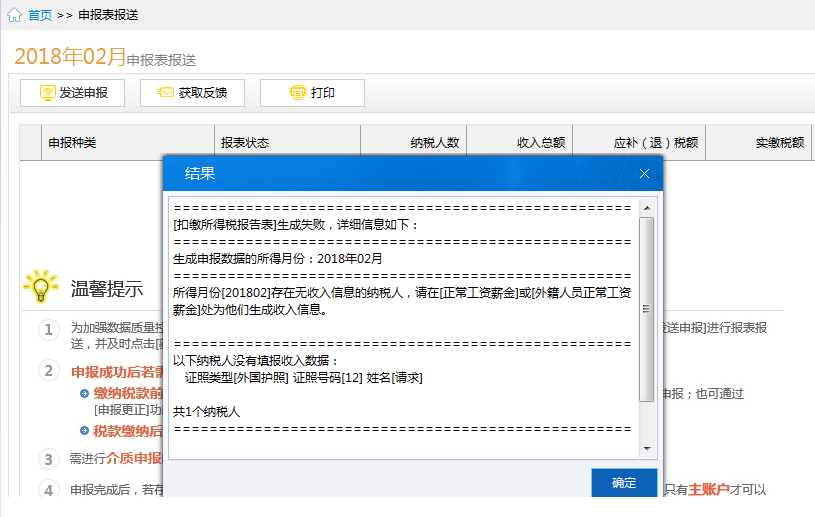 首页 >> 申报表报送
2018年02月申报表报送
发送申报 获取反馈 打印
申报种类 报表状态 纳税人数 收入总额 应补（退）税额 实缴税额
结果
======================================================
[扣缴所得税报告表]生成失败，详细信息如下：
======================================================
生成申报数据的所得月份：2018年02月
======================================================
所得月份[201802]存在无收入信息的纳税人，请在[正常工资薪金]或[外籍人员正常工资
薪金]处为他们生成收入信息。
======================================================
以下纳税人没有填报收入数据：
证照类型[外国护照] 证照号码[12] 姓名[请求]
共1个纳税人
======================================================
确定
温馨提示
1 为加强数据质量控 发送申报]进行报表报
送，并及时点击[
2 申报成功后若需
缴纳税款前 申报；也可通过
[申报更正]功
税款缴纳后
3 需进行介质申报
4 申报完成后，若存 只有主账户才可以